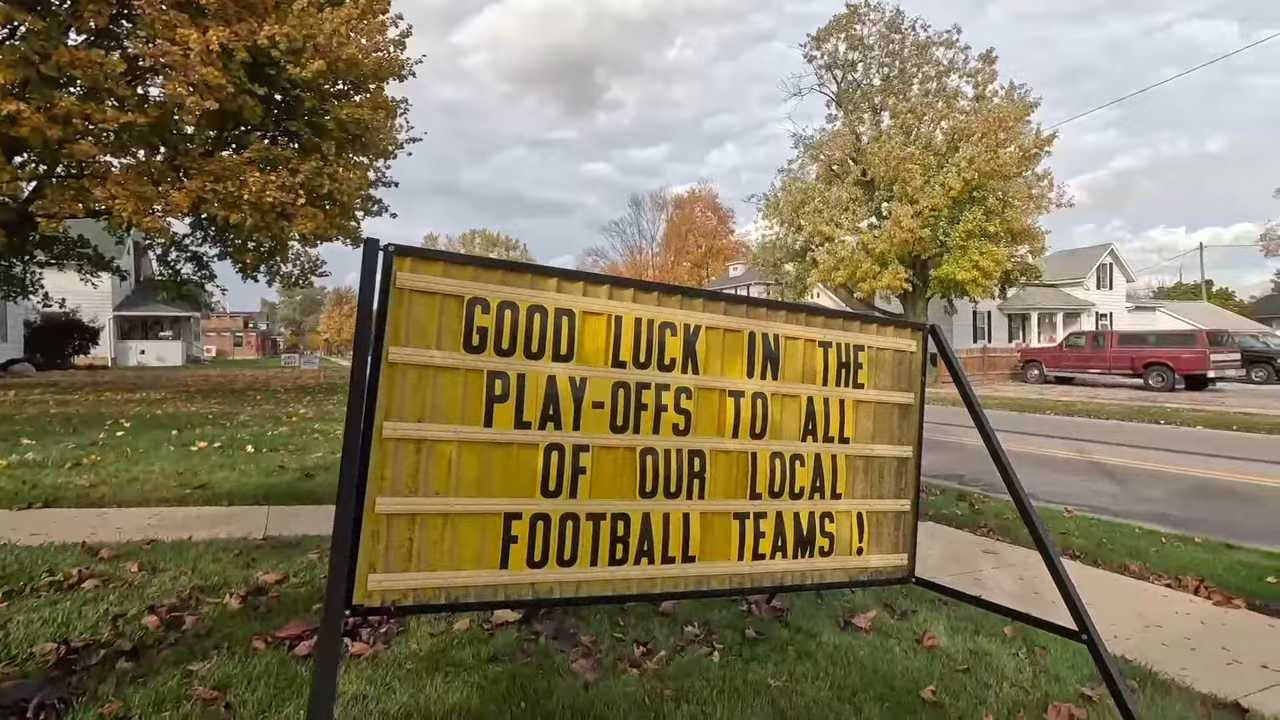 GOOD LUCK IN THE
PLAY-OFFS TO ALL
OF OUR LOCAL
FOOTBALL TEAMS !